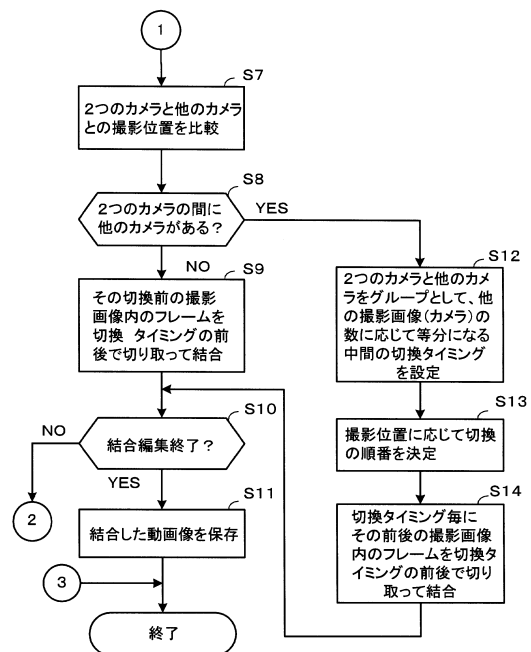 1
S7
2つのカメラと他のカメラ
との撮影位置を比較
S8
2つのカメラの間に
他のカメラがある？
YES
NO
S9
その切換前の撮影
画像内のフレームを
切換 タイミングの前
後で切り取って結合
S12
2つのカメラと他のカメ
ラをグループとして、他
の撮影画像(カメラ)の
数に応じて等分になる
中間の切換タイミング
を設定
S13
撮影位置に応じて切換
の順番を決定
S10
結合編集終了？
NO
YES
2
S14
切換タイミング毎に
その前後の撮影画像
内のフレームを切換タ
イミングの前後で切り
取って結合
S11
結合した動画像を保存
3
終了